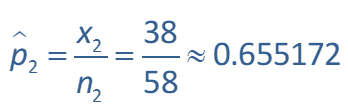 p̂₂ = x₂/n₂ = 38/58 ≈ 0.655172